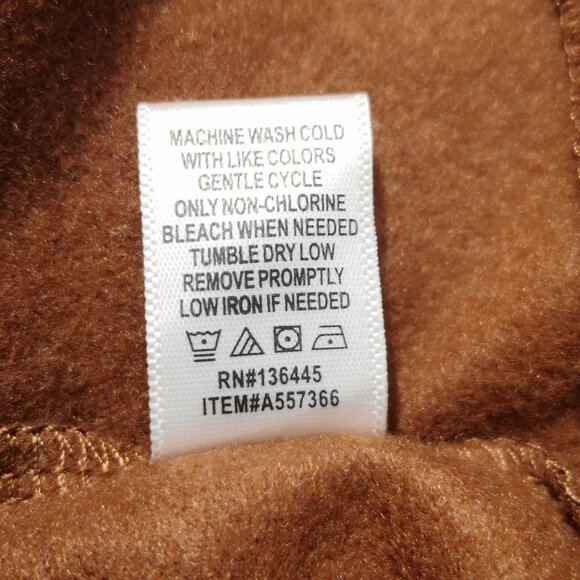 MACHINE WASH COLD
WITH LIKE COLORS
GENTLE CYCLE
ONLY NON-CHLORINE
BLEACH WHEN NEEDED
TUMBLE DRY LOW
REMOVE PROMPTLY
LOW IRON IF NEEDED
RN#136445
ITEM#A557366